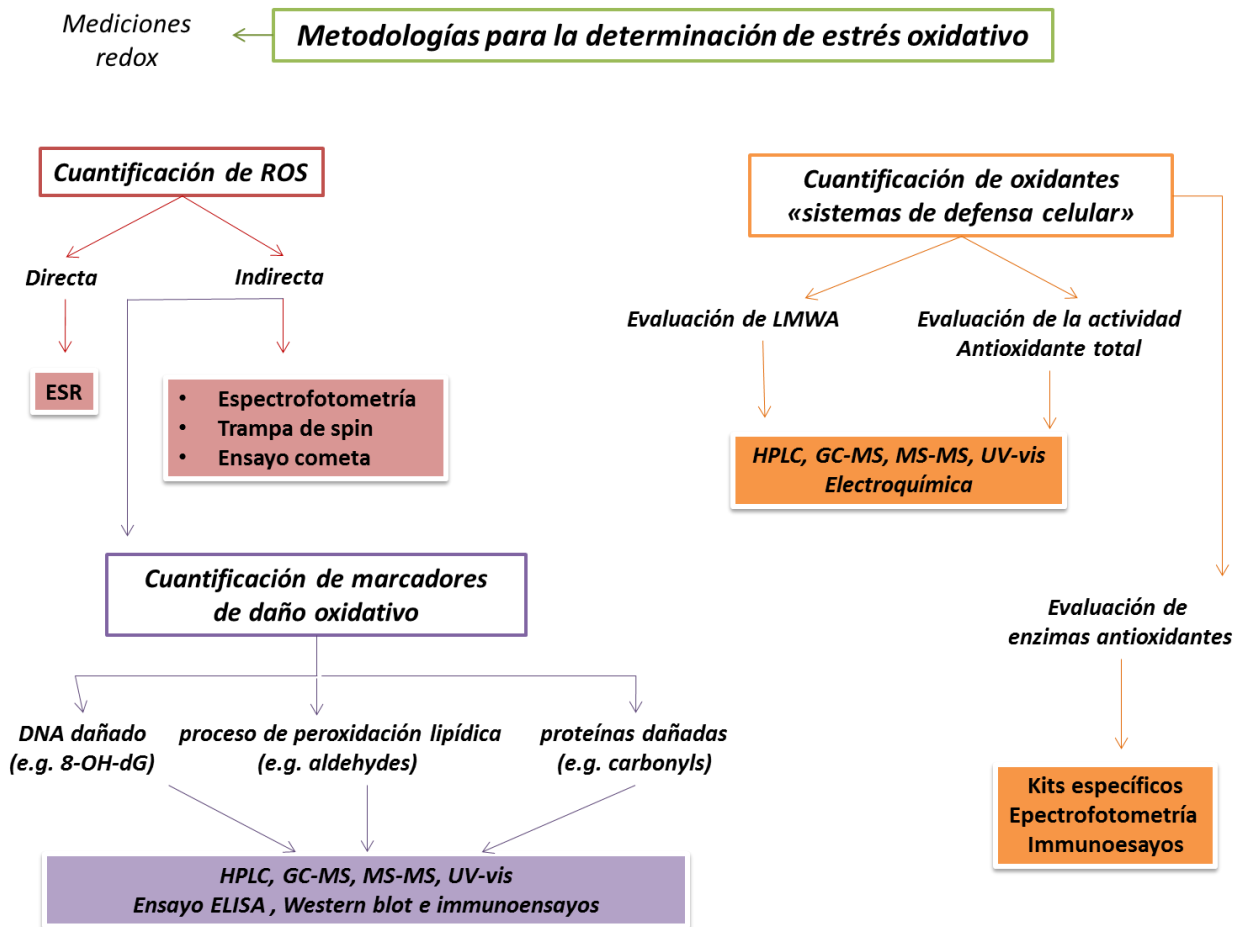 Mediciones
redox
Metodologías para la determinación de estrés oxidativo
Cuantificación de ROS
Directa
Indirecta
ESR
• Espectrofotometría
• Trampa de spin
• Ensayo cometa
Cuantificación de marcadores
de daño oxidativo
DNA dañado
(e.g. 8-OH-dG)
proceso de peroxidación lipídica
(e.g. aldehydes)
proteínas dañadas
(e.g. carbonyls)
HPLC, GC-MS, MS-MS, UV-vis
Ensayo ELISA , Western blot e immunoensayos
Cuantificación de oxidantes
«sistemas de defensa celular»
Evaluación de LMWA
Evaluación de la actividad
Antioxidante total
HPLC, GC-MS, MS-MS, UV-vis
Electroquímica
Evaluación de
enzimas antioxidantes
Kits específicos
Epectrofotometría
Immunoesayos